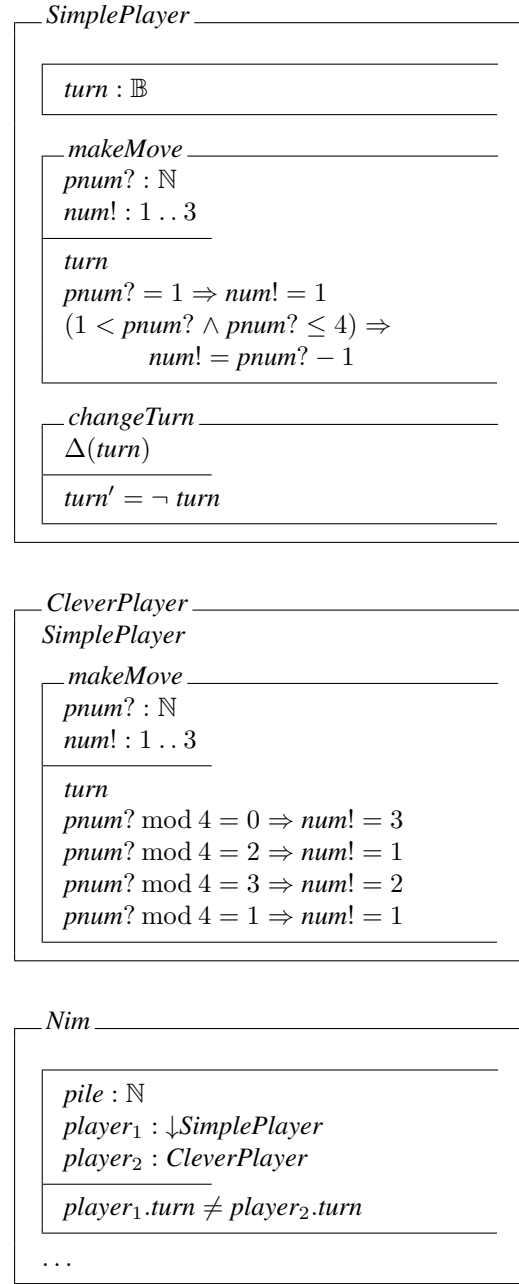 SimplePlayer
turn : 𝔹
makeMove
pnum? : ℕ
num! : 1 . . 3
turn
pnum? = 1 ⇒ num! = 1
(1 < pnum? ∧ pnum? ≤ 4) ⇒
num! = pnum? − 1
changeTurn
Δ(turn)
turn′ = ¬ turn
CleverPlayer
SimplePlayer
makeMove
pnum? : ℕ
num! : 1 . . 3
turn
pnum? mod 4 = 0 ⇒ num! = 3
pnum? mod 4 = 2 ⇒ num! = 1
pnum? mod 4 = 3 ⇒ num! = 2
pnum? mod 4 = 1 ⇒ num! = 1
Nim
pile : ℕ
player₁ : ↓SimplePlayer
player₂ : CleverPlayer
player₁.turn ≠ player₂.turn
. . .